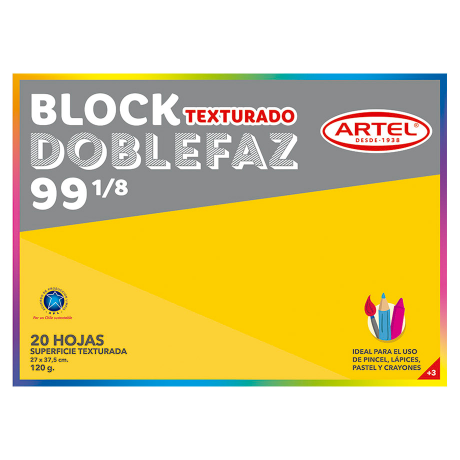 BLOCK TEXTURADO
DOBLEFAZ
99 1/8
ARTEL
DESDE-1938
20 HOJAS
SUPERFICIE TEXTURADA
27 x 37,5 cm.
120 g.
IDEAL PARA EL USO
DE PINCEL, LÁPICES,
PASTEL Y CRAYONES
+3